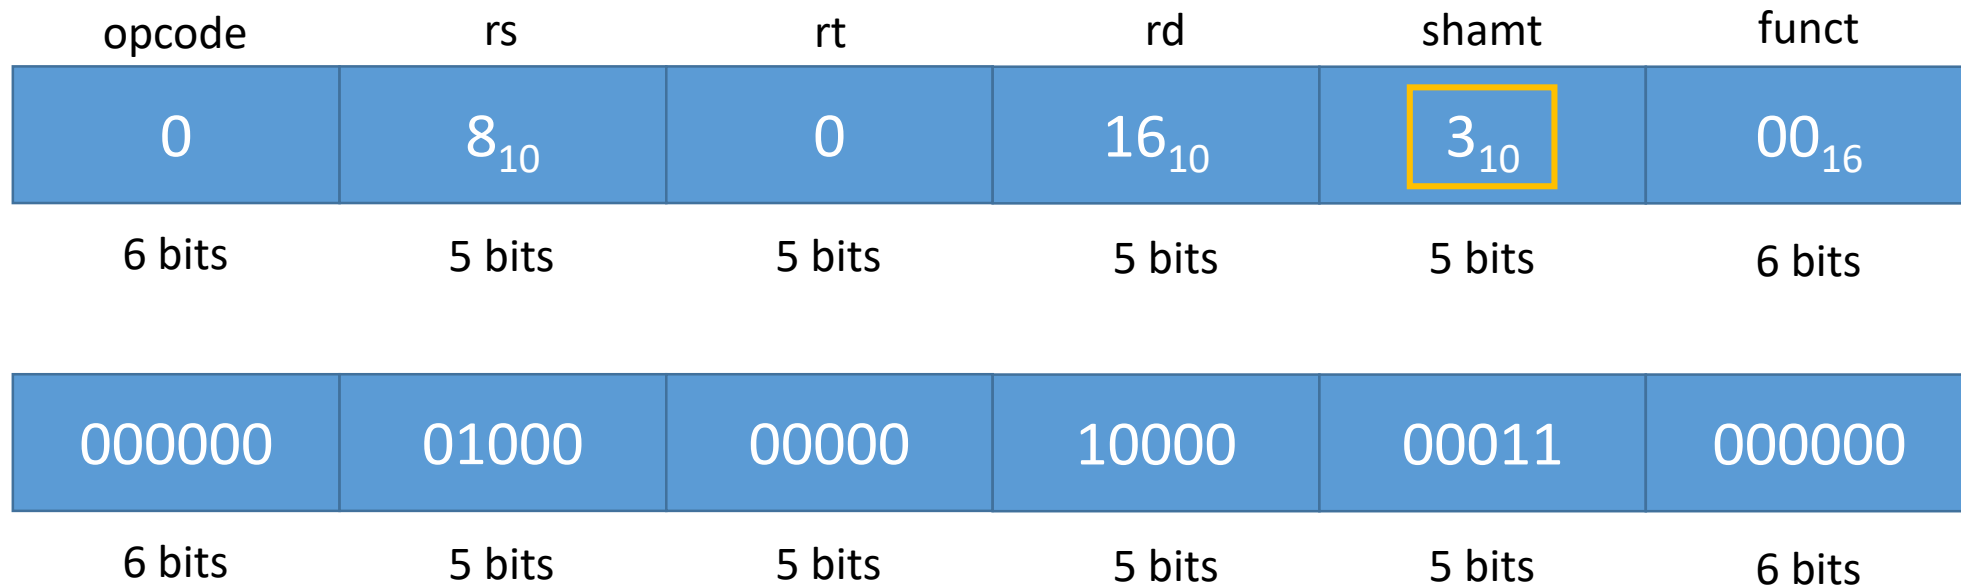 opcode rs rt rd shamt funct
0 8₁₀ 0 16₁₀ 3₁₀ 00₁₆
6 bits 5 bits 5 bits 5 bits 5 bits 6 bits
000000 01000 00000 10000 00011 000000
6 bits 5 bits 5 bits 5 bits 5 bits 6 bits